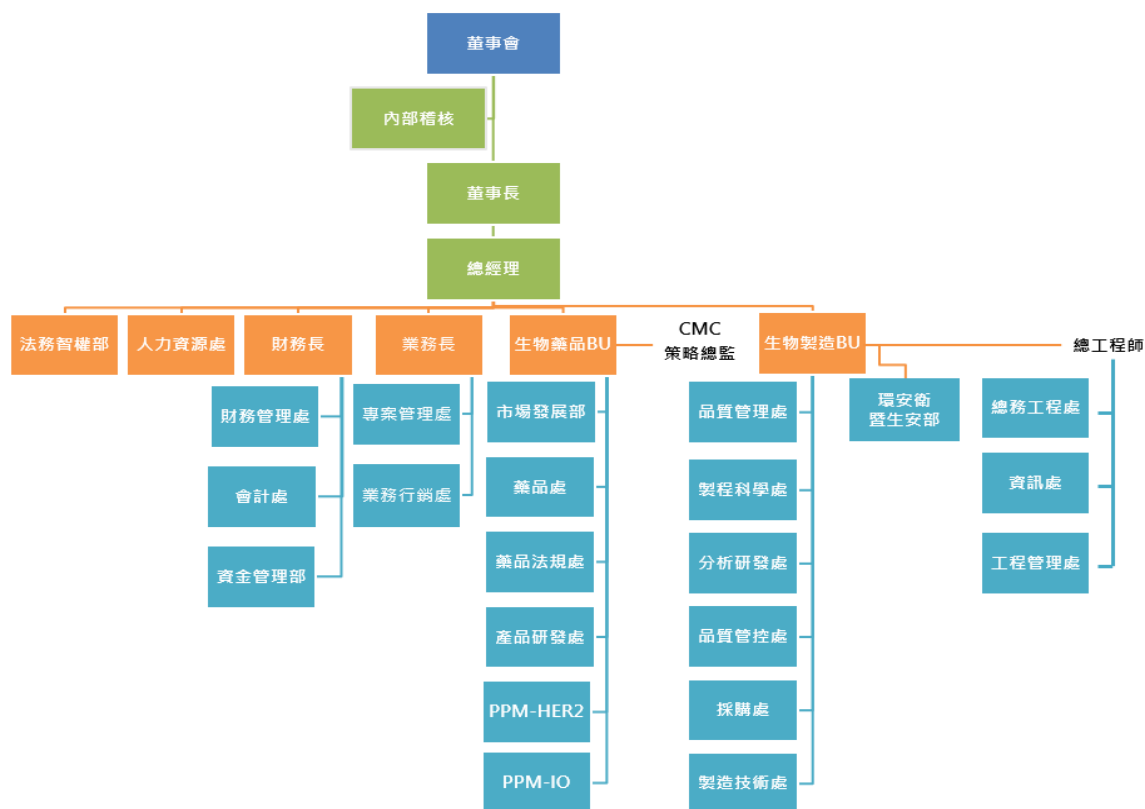 董事會
內部稽核
董事長
總經理
法務智權部
人力資源處
財務長
業務長
生物藥品BU
CMC
策略總監
生物製造BU
總工程師
財務管理處
會計處
資金管理部
專案管理處
業務行銷處
市場發展部
藥品處
藥品法規處
產品研發處
PPM-HER2
PPM-IO
品質管理處
製程科學處
分析研發處
品質管控處
採購處
製造技術處
環安衛
暨生安部
總務工程處
資訊處
工程管理處